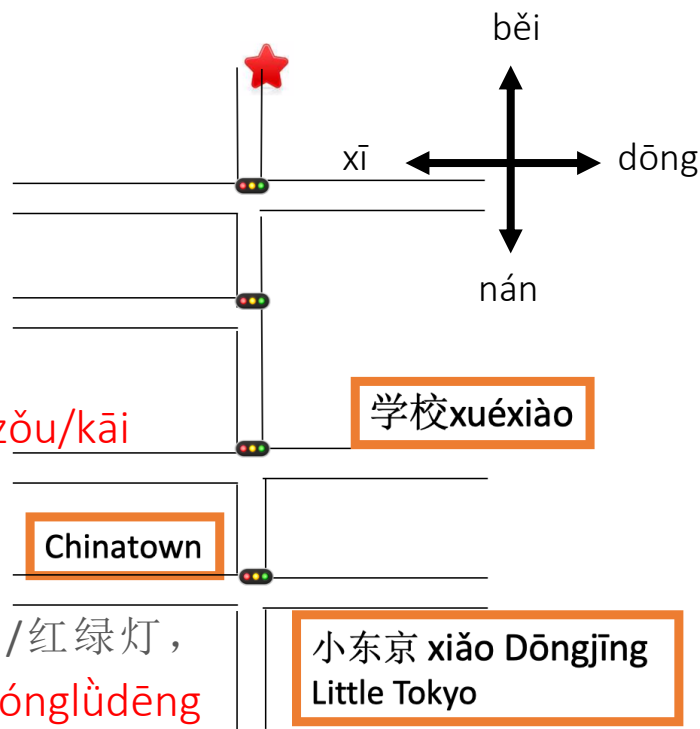 běi
xī
dōng
nán
学校xuéxiào
zǒu/kāi
Chinatown
/红绿灯，
小东京 xiǎo Dōngjīng
Little Tokyo
ónglǜdēng